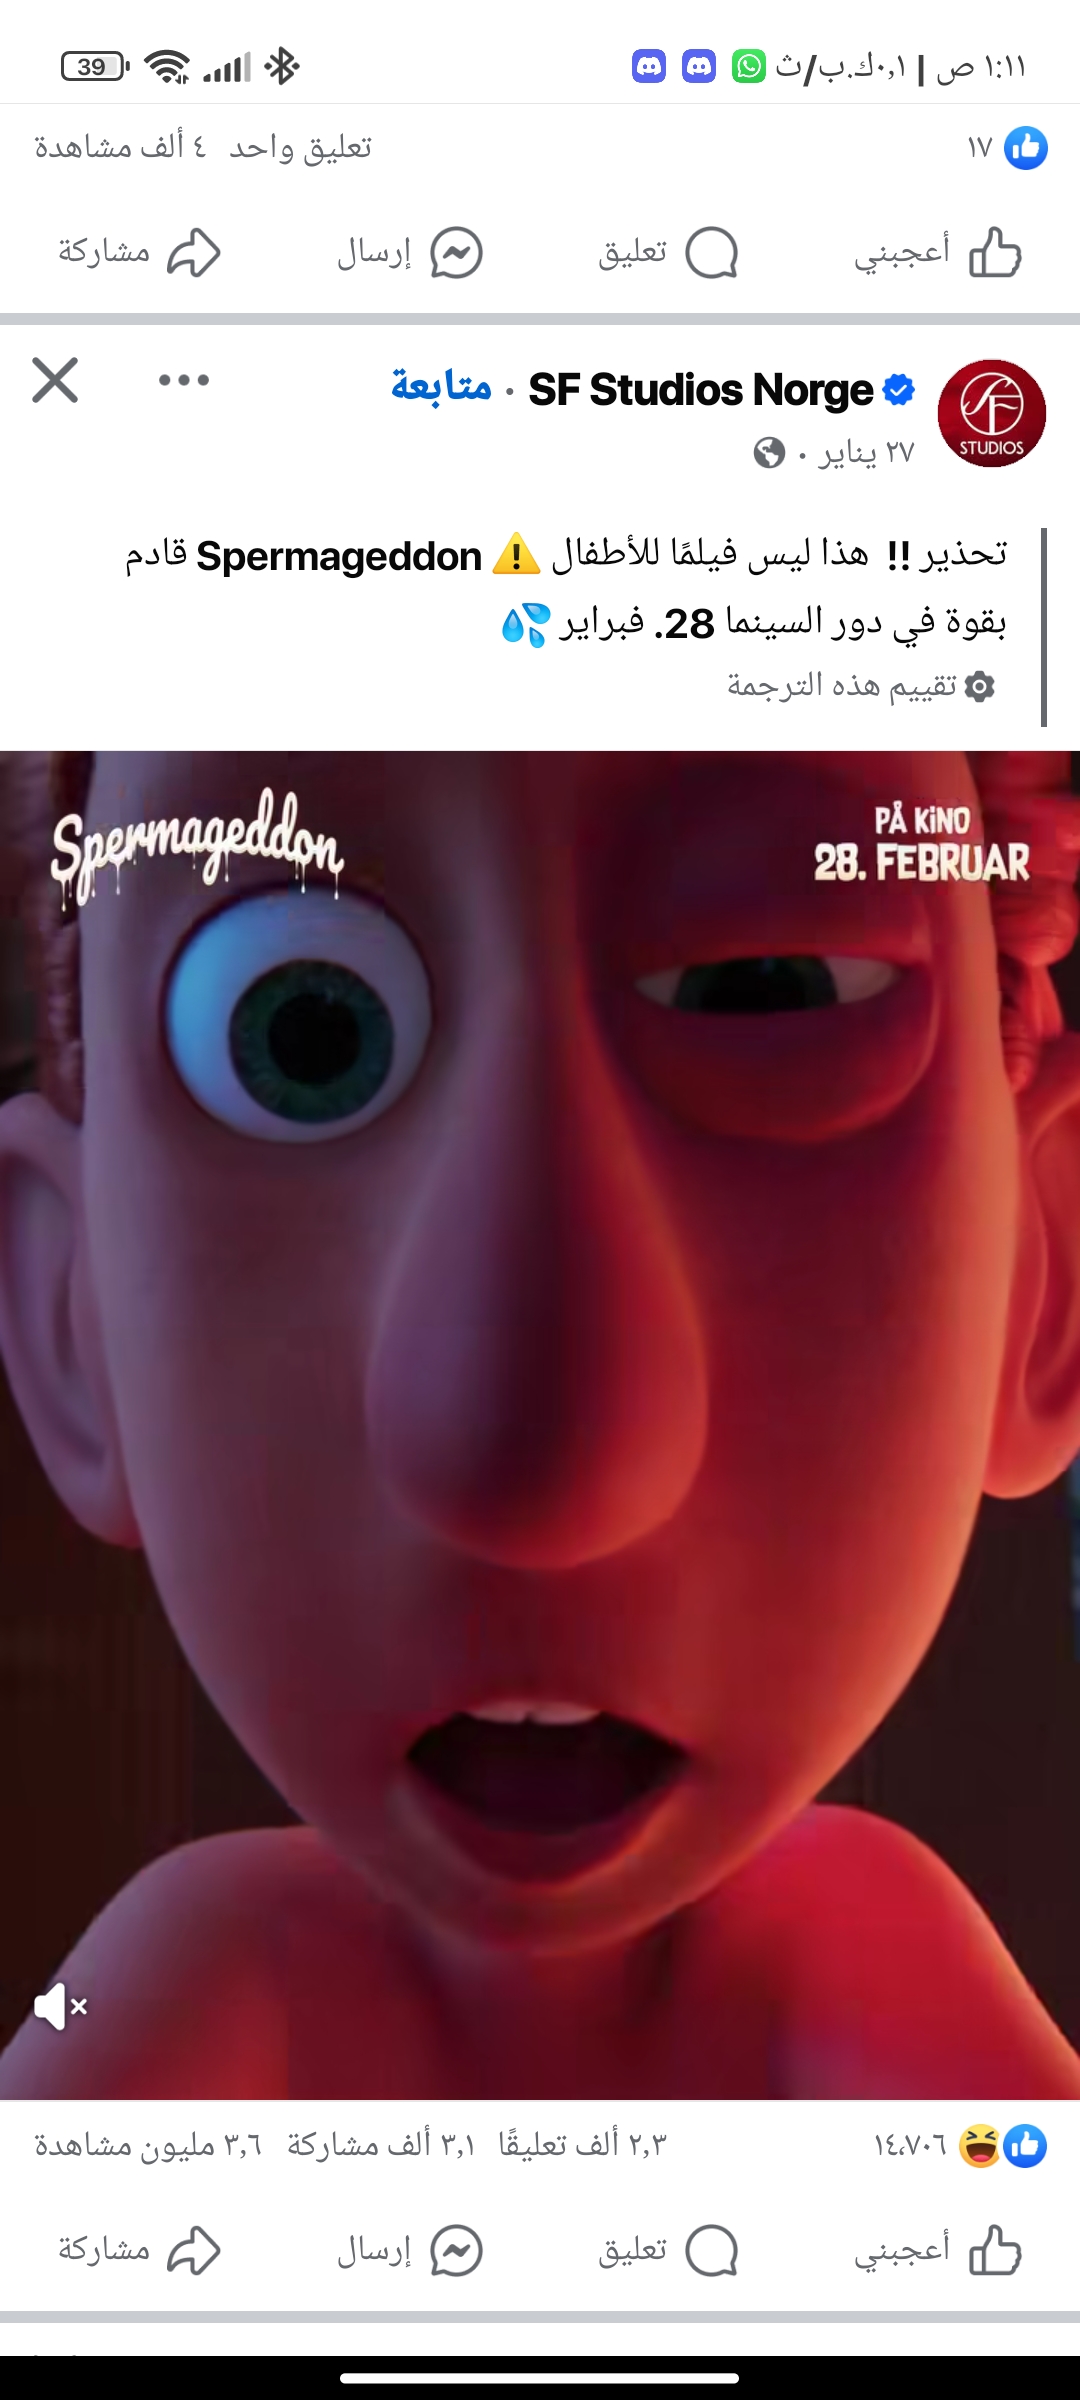 ١:١١ ص | ٠,١ك.ب/ث
39
١٧
تعليق واحد ٤ ألف مشاهدة
أعجبني تعليق إرسال مشاركة
SF Studios Norge · متابعة
٢٧ يناير ·
STUDIOS
تحذير !! هذا ليس فيلمًا للأطفال ⚠️ Spermageddon قادم
بقوة في دور السينما 28. فبراير 💦
تقييم هذه الترجمة
Spermageddon
PÅ KiNO
28. FEBRUAR
١٤،٧٠٦
٢,٣ ألف تعليقًا ٣,١ ألف مشاركة ٣,٦ مليون مشاهدة
أعجبني تعليق إرسال مشاركة